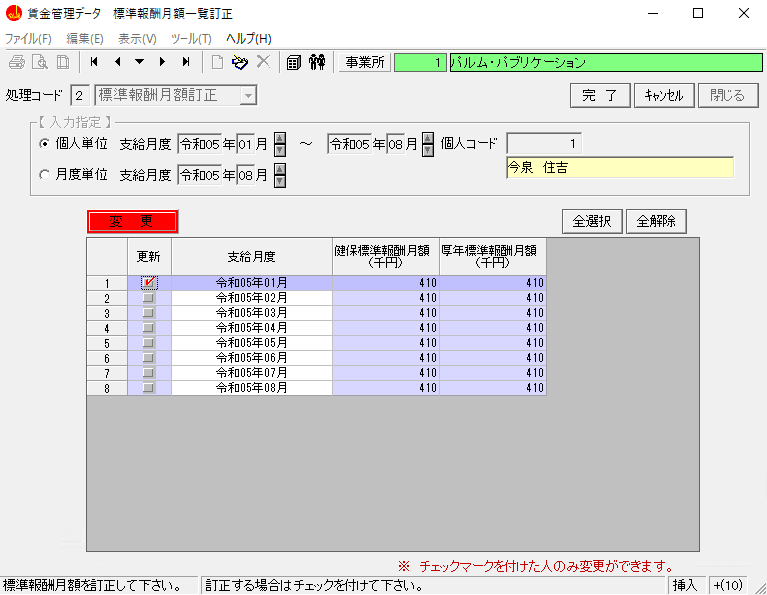 賃金管理データ 標準報酬月額一覧訂正
ファイル(F) 編集(E) 表示(V) ツール(T) ヘルプ(H)
事業所 1 パルム・パブリケーション
処理コード 2 標準報酬月額訂正 完 了 キャンセル 閉じる
【 入力指定 】
個人単位 支給月度 令和05 年 01 月 ～ 令和05 年 08 月 個人コード 1
月度単位 支給月度 令和05 年 08 月 今泉 住吉
変 更 全選択 全解除
更新 支給月度 健保標準報酬月額(千円) 厚年標準報酬月額(千円)
1 令和05年01月 410 410
2 令和05年02月 410 410
3 令和05年03月 410 410
4 令和05年04月 410 410
5 令和05年05月 410 410
6 令和05年06月 410 410
7 令和05年07月 410 410
8 令和05年08月 410 410
※ チェックマークを付けた人のみ変更ができます。
標準報酬月額を訂正して下さい。 訂正する場合はチェックを付けて下さい。 挿入 +(10)